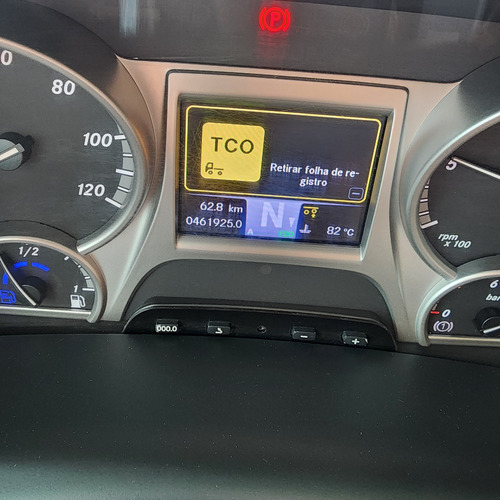 P
80
100
120
TCO
Retirar folha de re-
gistro
62.8 km
0461925.0
N
A
82 °C
1/2
1
rpm
x 100
5
6
bar
0
000.0